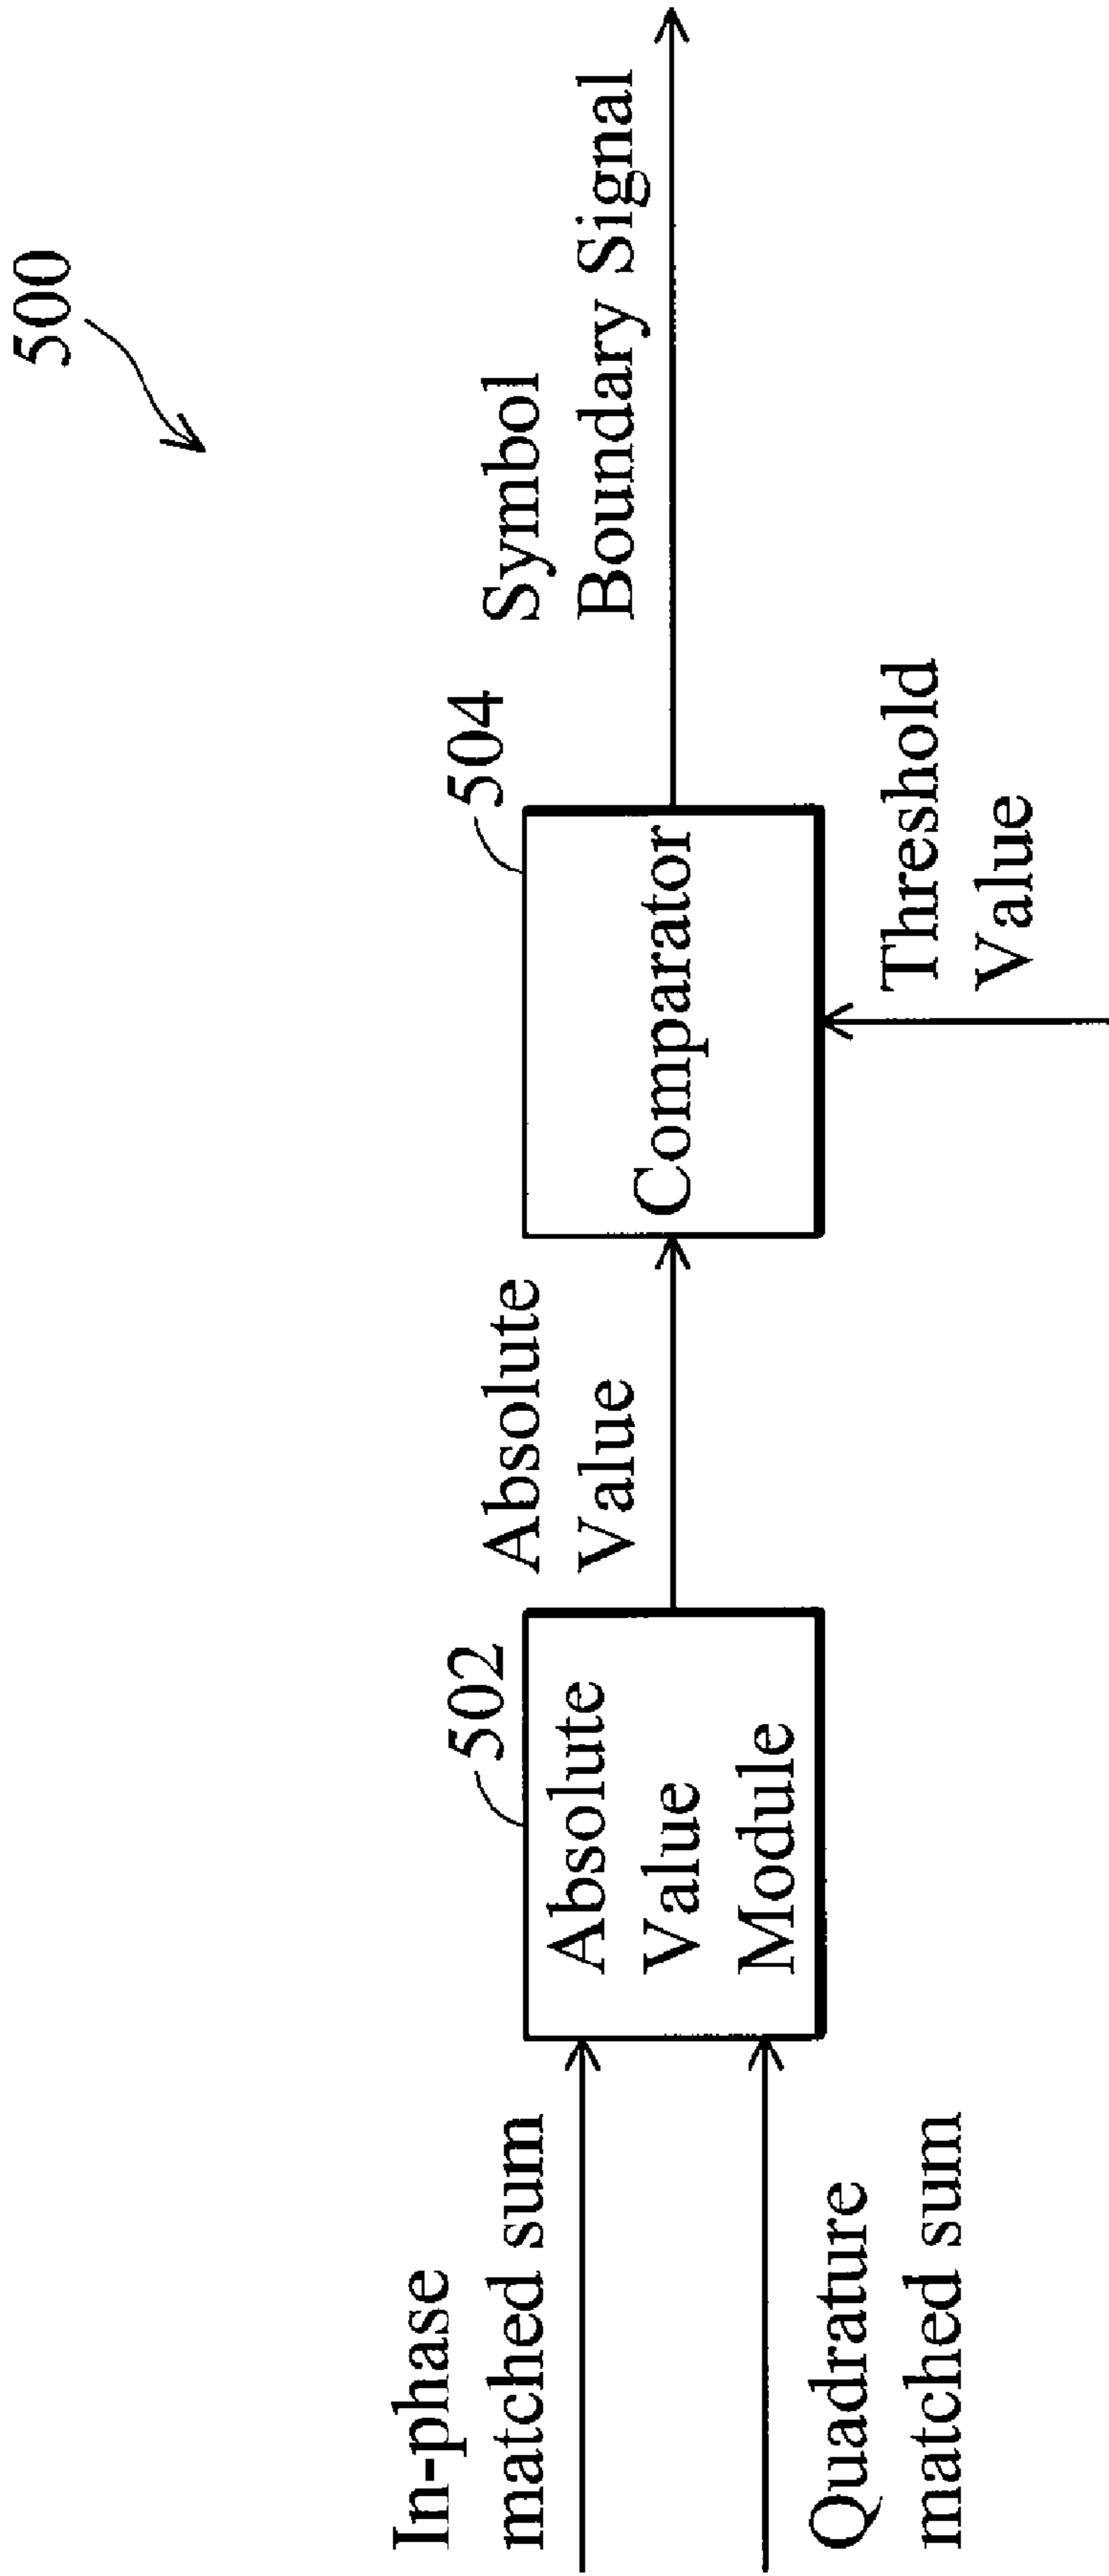 500
In-phase
matched sum
Quadrature
matched sum
502
Absolute
Value
Module
Absolute
Value
504
Comparator
Threshold
Value
Symbol
Boundary Signal